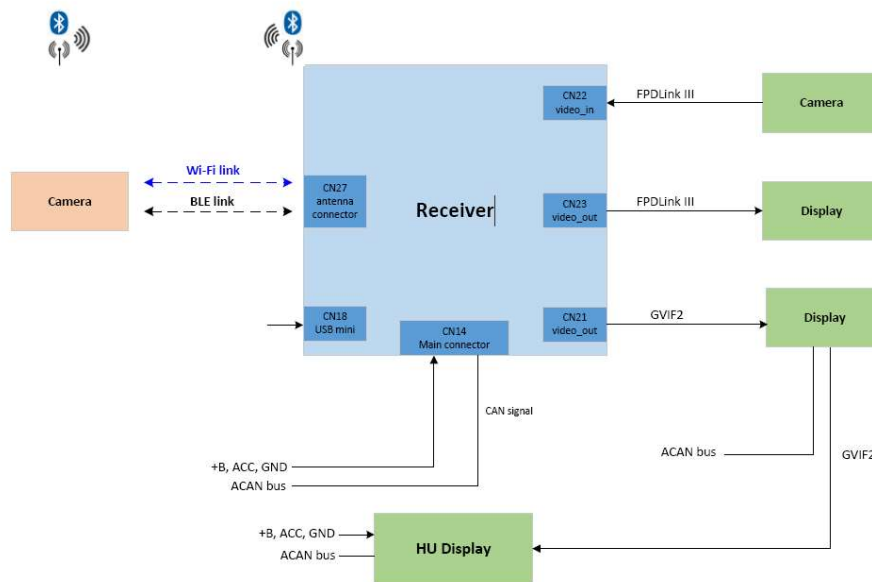 CN22
video_in
FPDLink III
Camera
Wi-Fi link
Camera
BLE link
CN27
antenna
connector
Receiver
CN23
video_out
FPDLink III
Display
CN18
USB mini
CN14
Main connector
CN21
video_out
GVIF2
Display
CAN signal
ACAN bus
GVIF2
+B, ACC, GND
ACAN bus
+B, ACC, GND
ACAN bus
HU Display